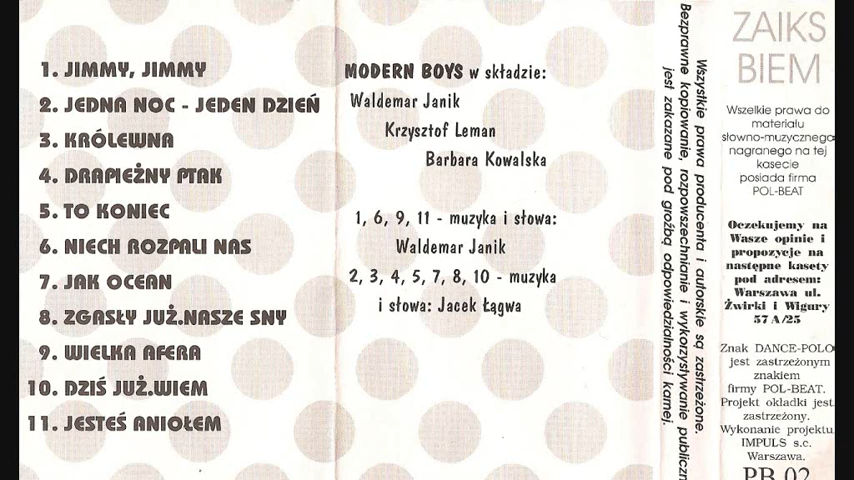 1. JIMMY, JIMMY
2. JEDNA NOC - JEDEN DZIEŃ
3. KRÓLEWNA
4. DRAPIEŻNY PTAK
5. TO KONIEC
6. NIECH ROZPALI NAS
7. JAK OCEAN
8. ZGASŁY JUŻ.NASZE SNY
9. WIELKA AFERA
10. DZIŚ JUŻ.WIEM
11. JESTEŚ ANIOŁEM
MODERN BOYS w składzie:
Waldemar Janik
Krzysztof Leman
Barbara Kowalska
1, 6, 9, 11 - muzyka i słowa:
Waldemar Janik
2, 3, 4, 5, 7, 8, 10 - muzyka
i słowa: Jacek Łągwa
Wszystkie prawa producenta i autorskie są zastrzeżone.
Bezprawne kopiowanie, rozpowszechnianie i wykorzystywanie publiczn
jest zakazane pod groźbą odpowiedzialności karnej.
ZAIKS
BIEM
Wszelkie prawa do
materiału
słowno-muzycznego
nagranego na tej
kasecie
posiada firma
POL-BEAT
Oczekujemy na
Wasze opinie i
propozycje na
następne kasety
pod adresem:
Warszawa ul.
Żwirki i Wigury
57 A/25
Znak DANCE-POLO
jest zastrzeżonym
znakiem
firmy POL-BEAT.
Projekt okładki jest
zastrzeżony.
Wykonanie projektu
IMPULS s.c.
Warszawa.
PB 02